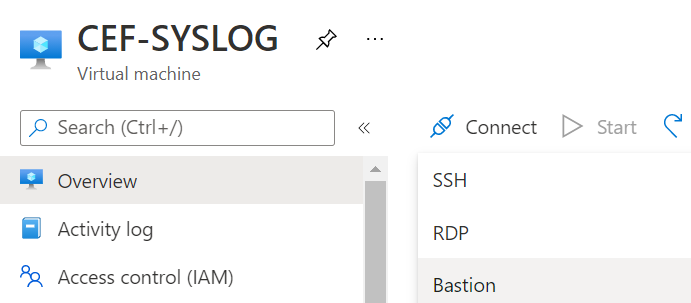 CEF-SYSLOG
Virtual machine
Search (Ctrl+/)
Overview
Activity log
Access control (IAM)
Connect
Start
SSH
RDP
Bastion